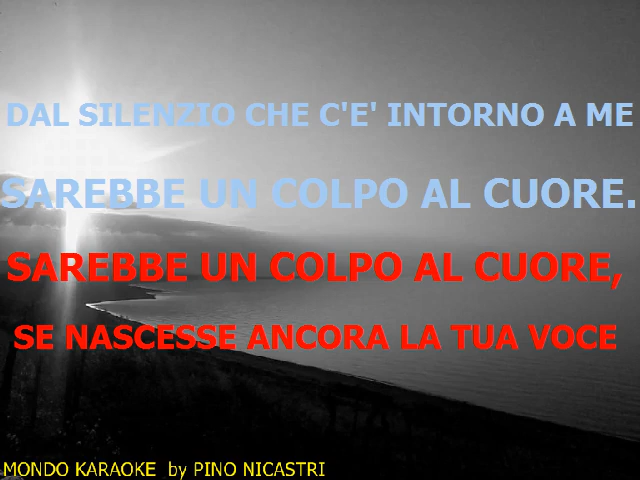 DAL SILENZIO CHE C'E' INTORNO A ME
SAREBBE UN COLPO AL CUORE.
SAREBBE UN COLPO AL CUORE,
SE NASCESSE ANCORA LA TUA VOCE
MONDO KARAOKE by PINO NICASTRI